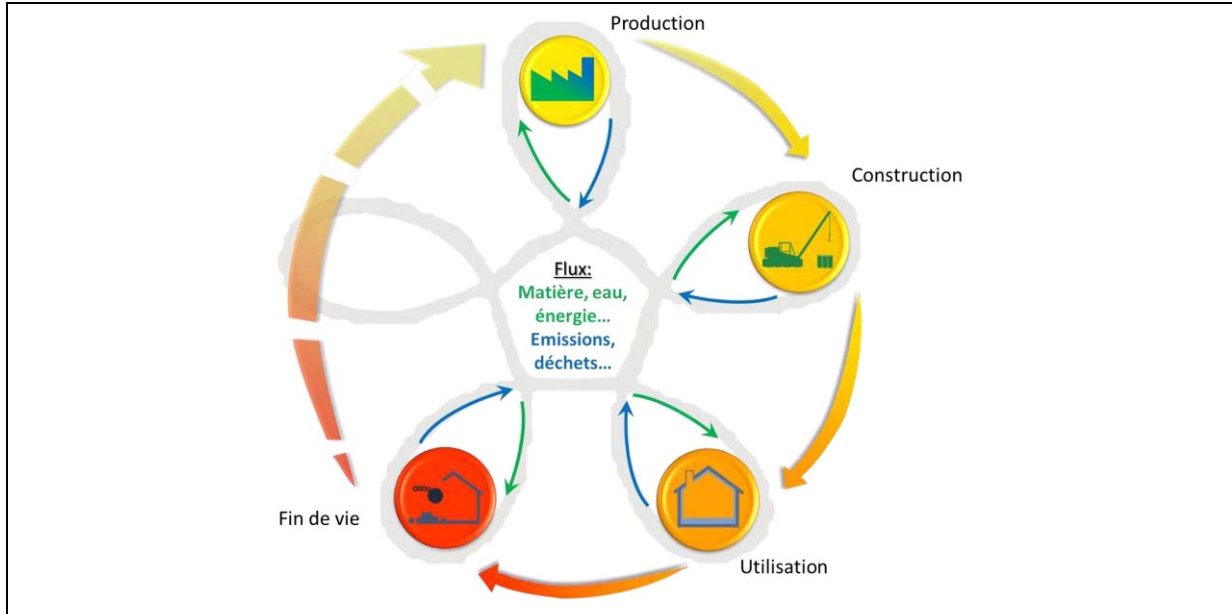 Production
Construction
Flux:
Matière, eau,
énergie...
Emissions,
déchets...
Fin de vie
Utilisation